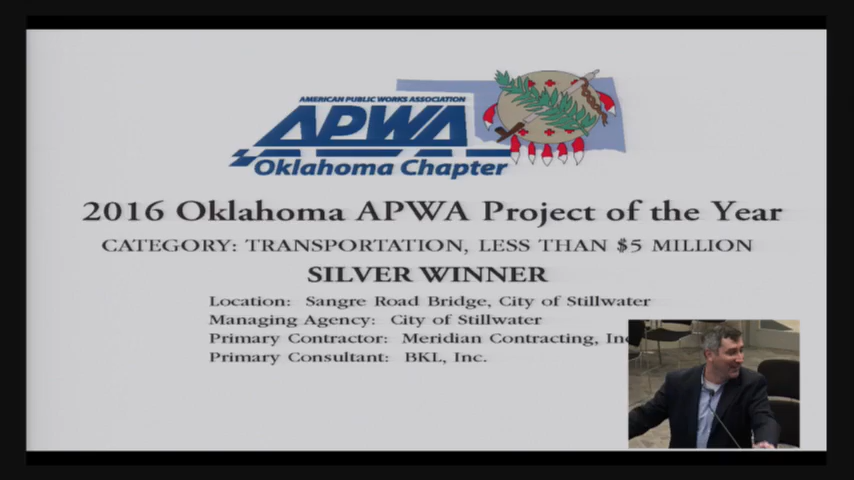 AMERICAN PUBLIC WORKS ASSOCIATION
APWA
Oklahoma Chapter
2016 Oklahoma APWA Project of the Year
CATEGORY: TRANSPORTATION, LESS THAN $5 MILLION
SILVER WINNER
Location: Sangre Road Bridge, City of Stillwater
Managing Agency: City of Stillwater
Primary Contractor: Meridian Contracting,
Primary Consultant: BKL, Inc.